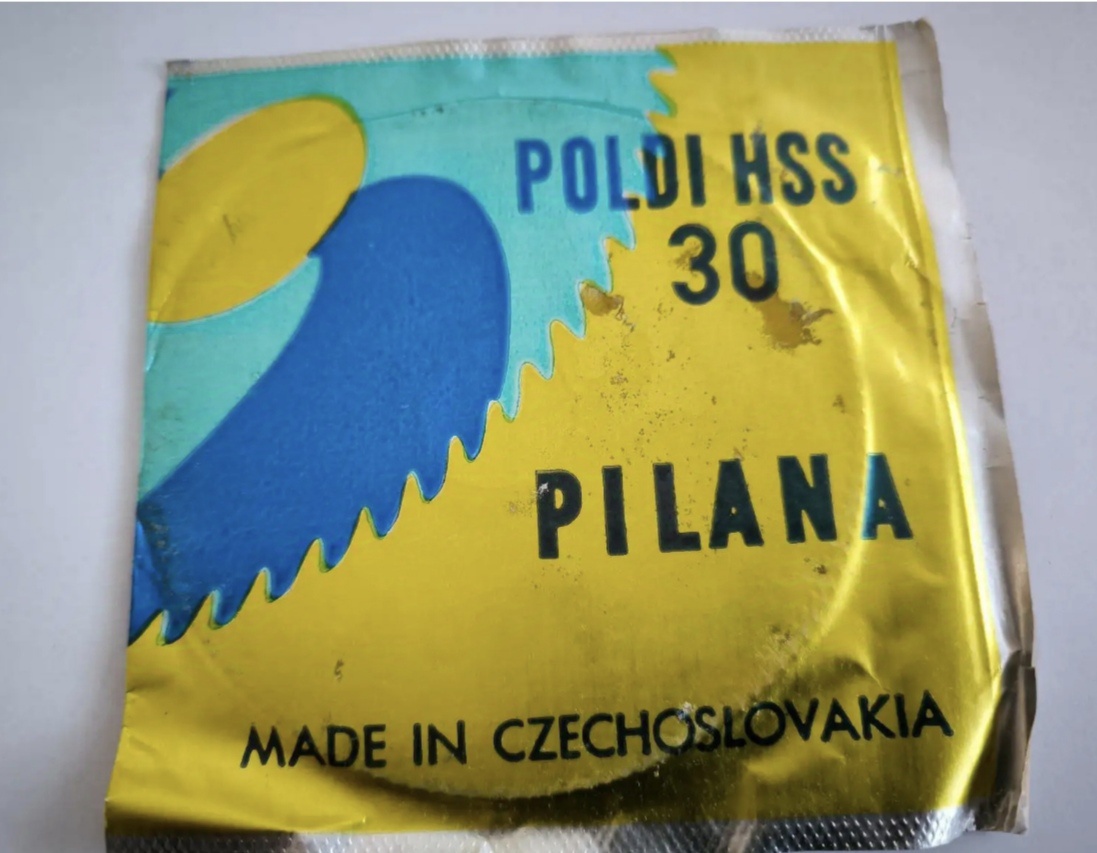 POLDI HSS
30
PILANA
MADE IN CZECHOSLOVAKIA